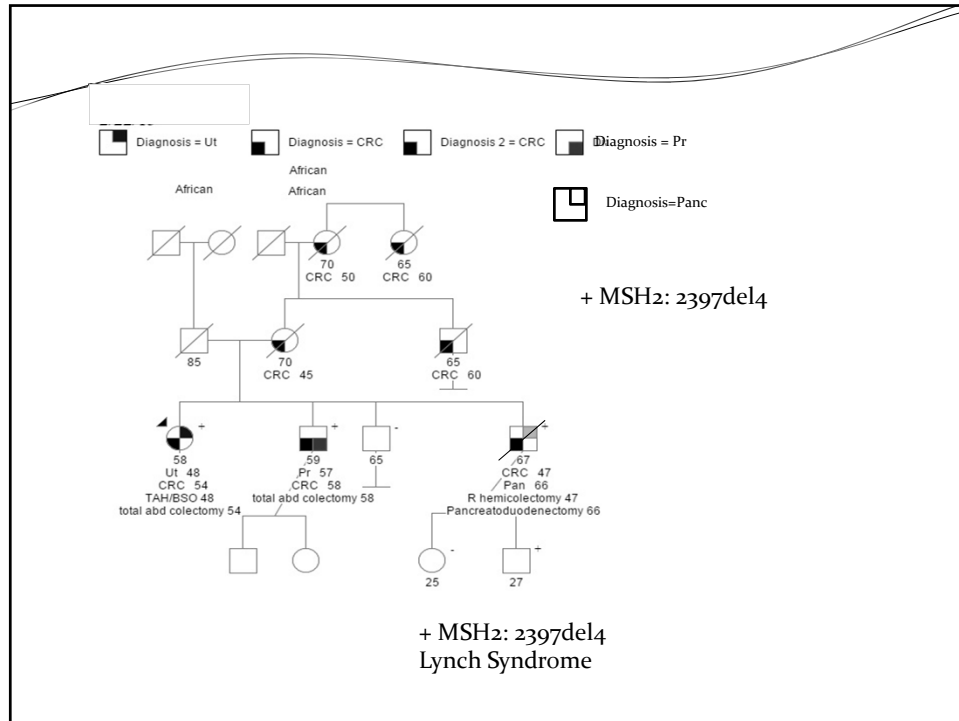 Diagnosis = Ut
Diagnosis = CRC
Diagnosis 2 = CRC
Diagnosis = Pr
African
African
African
Diagnosis=Panc
70
CRC 50
65
CRC 60
+ MSH2: 2397del4
85
70
CRC 45
65
CRC 60
+
58
Ut 48
CRC 54
TAH/BSO 48
total abd colectomy 54
+
59
Pr 57
CRC 58
total abd colectomy 58
-
65
+
67
CRC 47
Pan 66
R hemicolectomy 47
Pancreatoduodenectomy 66
-
25
+
27
+ MSH2: 2397del4
Lynch Syndrome